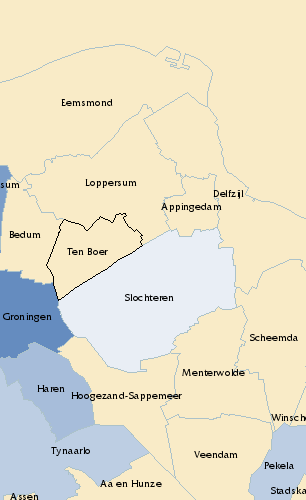 Eemsmond
sum
Loppersum
Delfzijl
Appingedam
Bedum
Ten Boer
Slochteren
Groningen
Scheemda
Menterwolde
Haren
Hoogezand-Sappemeer
Winsch
Tynaarlo
Veendam
Pekela
Aa en Hunze
Stadska
Assen